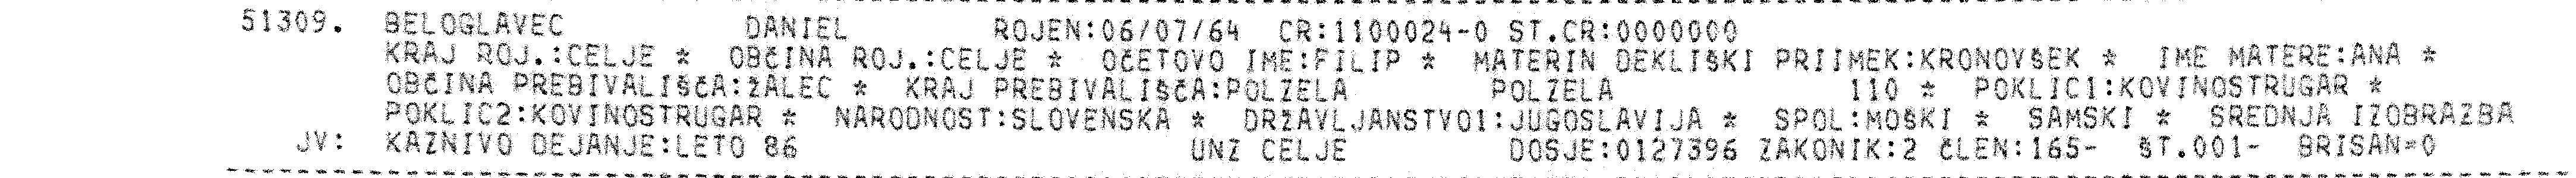 51309. BELOGLAVEC DANIEL ROJEN:06/07/64 CR:1100024-0 ST.CR:0000000
KRAJ ROJ.:CELJE * OBČINA ROJ.:CELJE * OČETOVO IME:FILIP * MATERIN DEKLIŠKI PRIIMEK:KRONOVŠEK * IME MATERE:ANA *
OBČINA PREBIVALIŠČA:ŽALEC * KRAJ PREBIVALIŠČA:POLZELA POLZELA 110 * POKLIC1:KOVINOSTRUGAR *
POKLIC2:KOVINOSTRUGAR * NARODNOST:SLOVENSKA * DRŽAVLJANSTVO1:JUGOSLAVIJA * SPOL:MOŠKI * SAMSKI * SREDNJA IZOBRAZBA
JV: KAZNIVO DEJANJE:LETO 86 UNZ CELJE DOSJE:0127396 ZAKONIK:2 ČLEN:165- ŠT.001- BRISAN=0